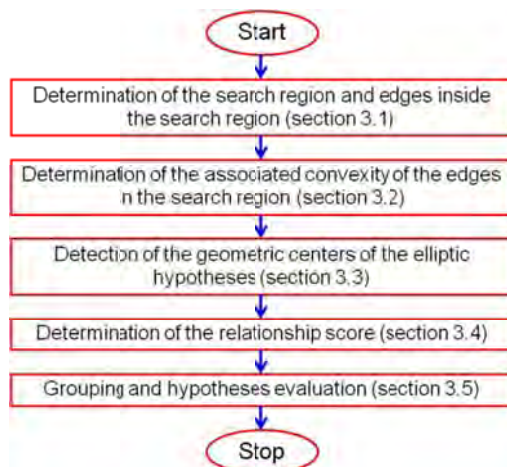 Start
Determination of the search region and edges inside
the search region (section 3.1)
Determination of the associated convexity of the edges
n the search region (section 3.2)
Detection of the geometric centers of the elliptic
hypotheses (section 3.3)
Determination of the relationship score (section 3.4)
Grouping and hypotheses evaluation (section 3.5)
Stop